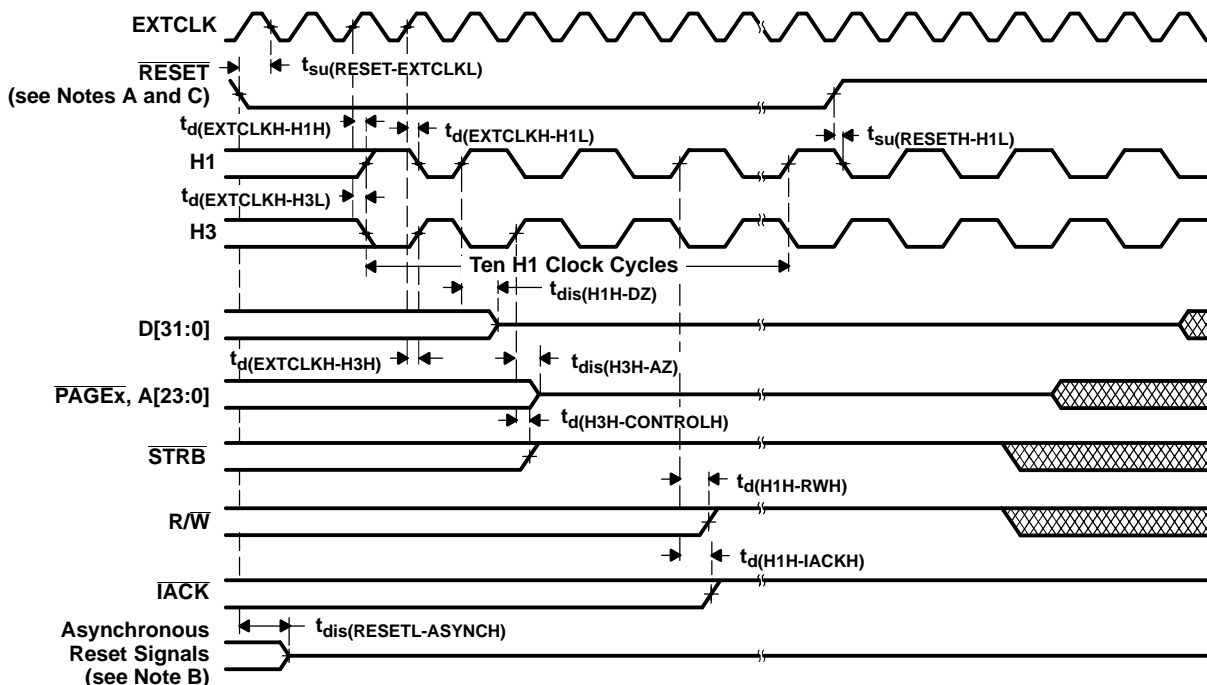 EXTCLK
tsu(RESET-EXTCLKL)
RESET
(see Notes A and C)
td(EXTCLKH-H1H)
td(EXTCLKH-H1L)
tsu(RESETH-H1L)
H1
td(EXTCLKH-H3L)
H3
Ten H1 Clock Cycles
tdis(H1H-DZ)
D[31:0]
td(EXTCLKH-H3H)
tdis(H3H-AZ)
PAGEx, A[23:0]
td(H3H-CONTROLH)
STRB
td(H1H-RWH)
R/W
td(H1H-IACKH)
IACK
Asynchronous
Reset Signals
(see Note B)
tdis(RESETL-ASYNCH)